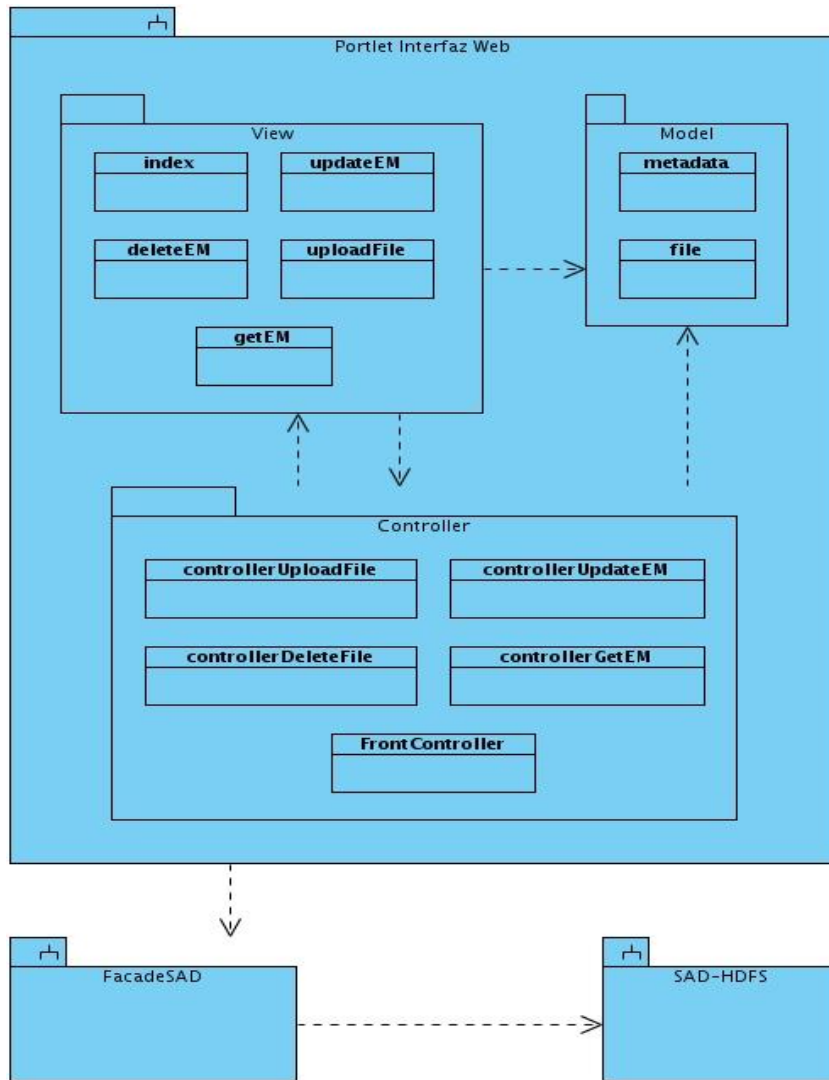 Portlet Interfaz Web
View
Model
index
updateEM
metadata
deleteEM
uploadFile
file
getEM
Controller
controllerUploadFile
controllerUpdateEM
controllerDeleteFile
controllerGetEM
FrontController
FacadeSAD
SAD-HDFS